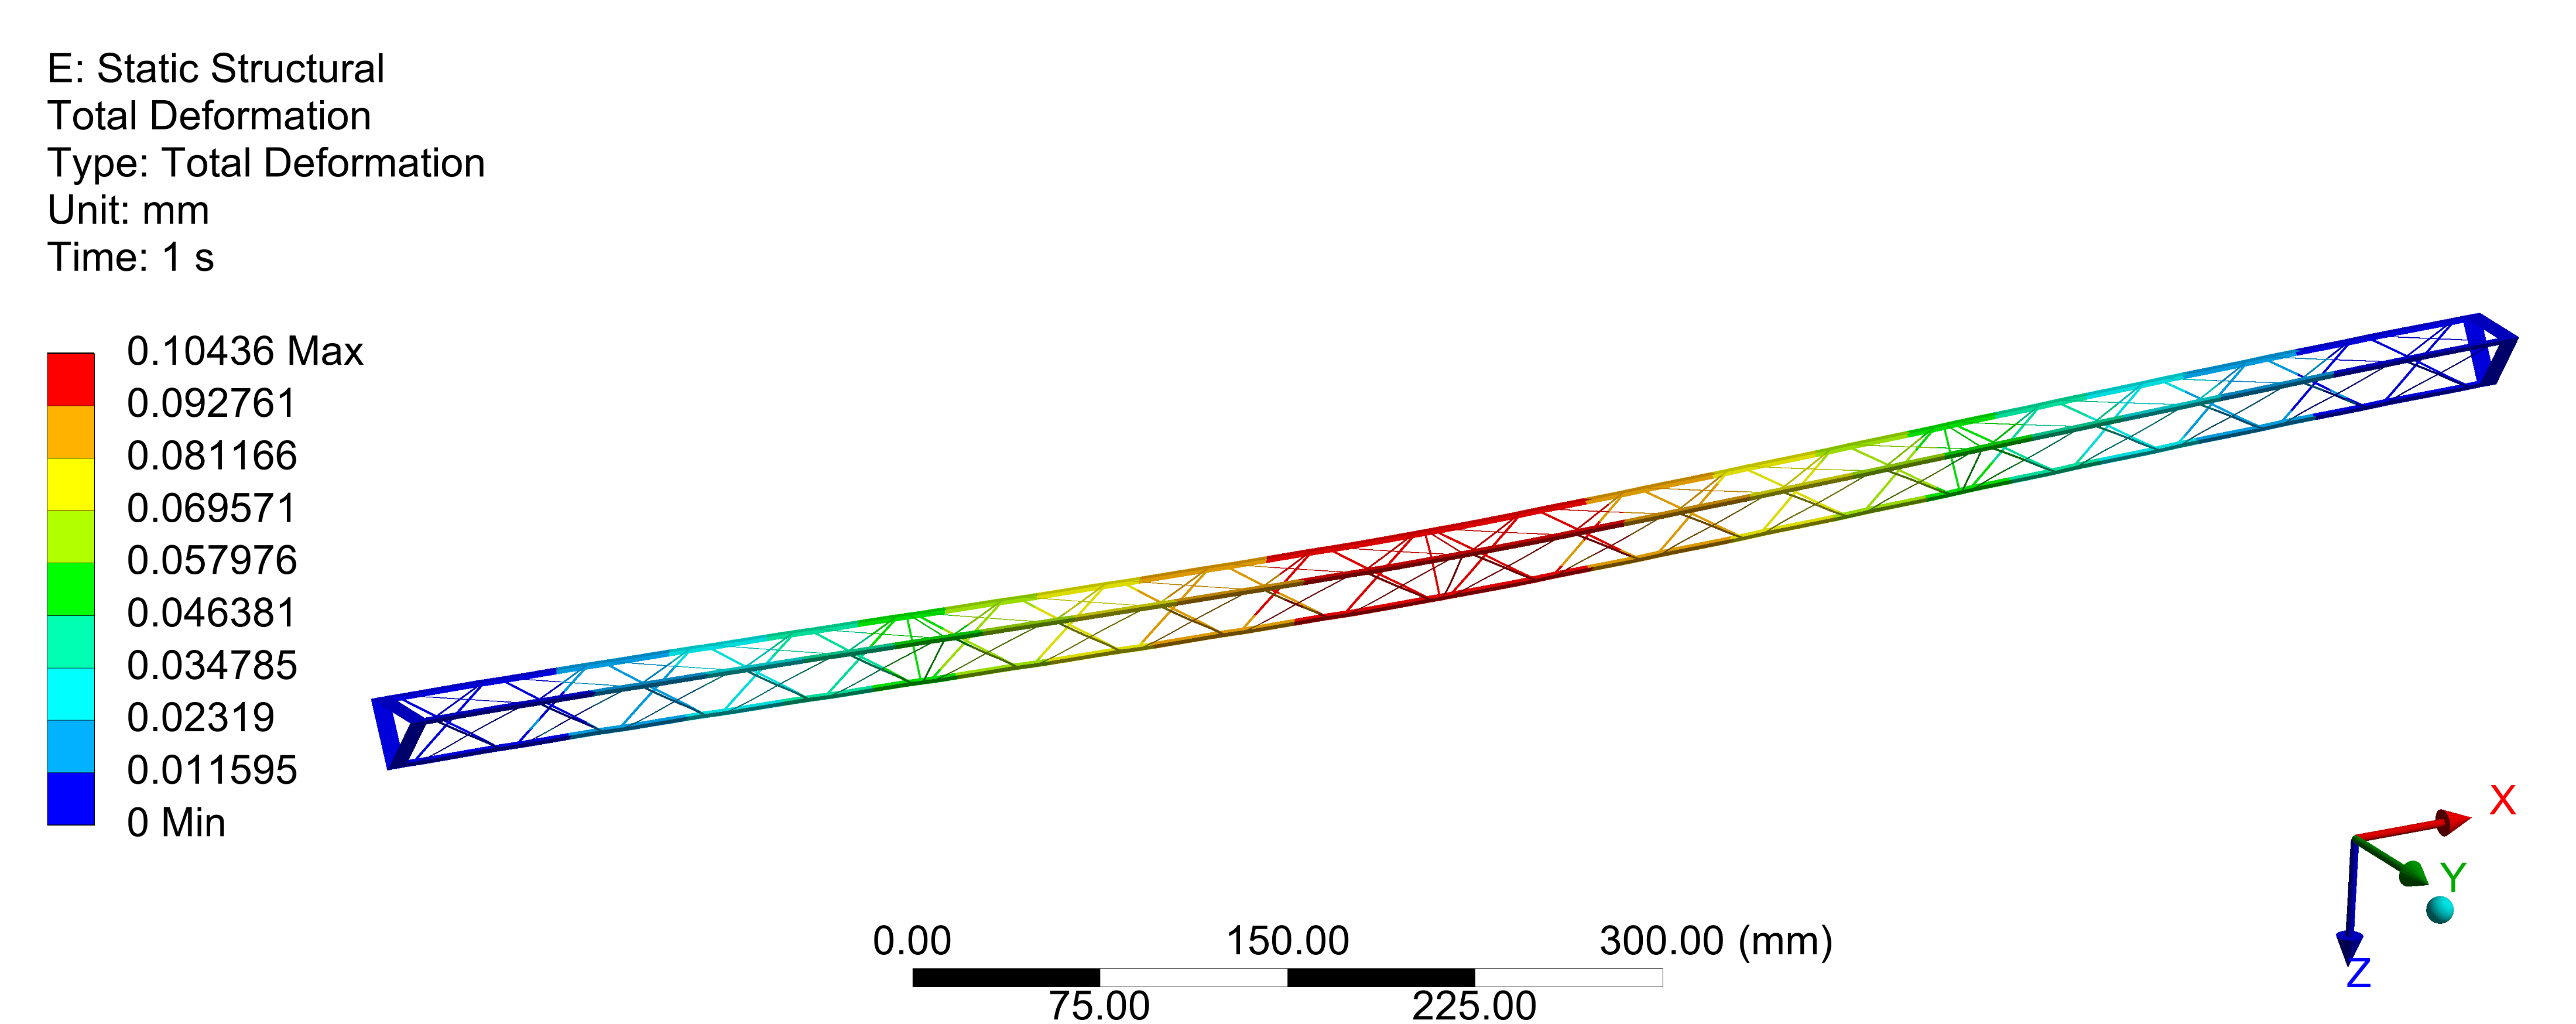 E: Static Structural
Total Deformation
Type: Total Deformation
Unit: mm
Time: 1 s
0.10436 Max
0.092761
0.081166
0.069571
0.057976
0.046381
0.034785
0.02319
0.011595
0 Min
0.00 150.00 300.00 (mm)
75.00 225.00
X
Y
Z